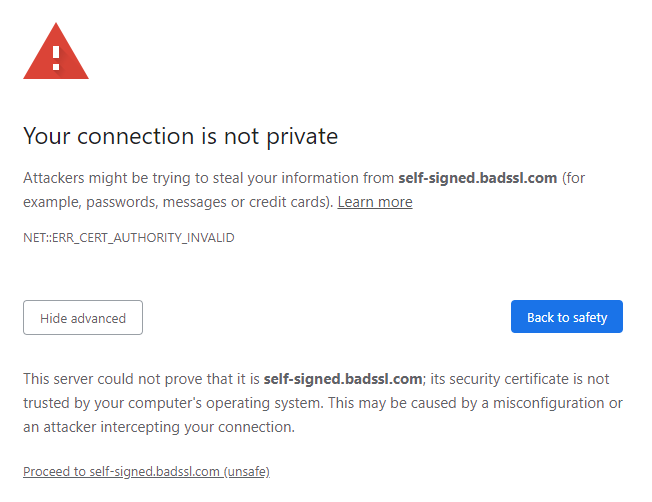 Your connection is not private
Attackers might be trying to steal your information from self-signed.badssl.com (for
example, passwords, messages or credit cards). Learn more
NET::ERR_CERT_AUTHORITY_INVALID
Hide advanced
Back to safety
This server could not prove that it is self-signed.badssl.com; its security certificate is not
trusted by your computer's operating system. This may be caused by a misconfiguration or
an attacker intercepting your connection.
Proceed to self-signed.badssl.com (unsafe)